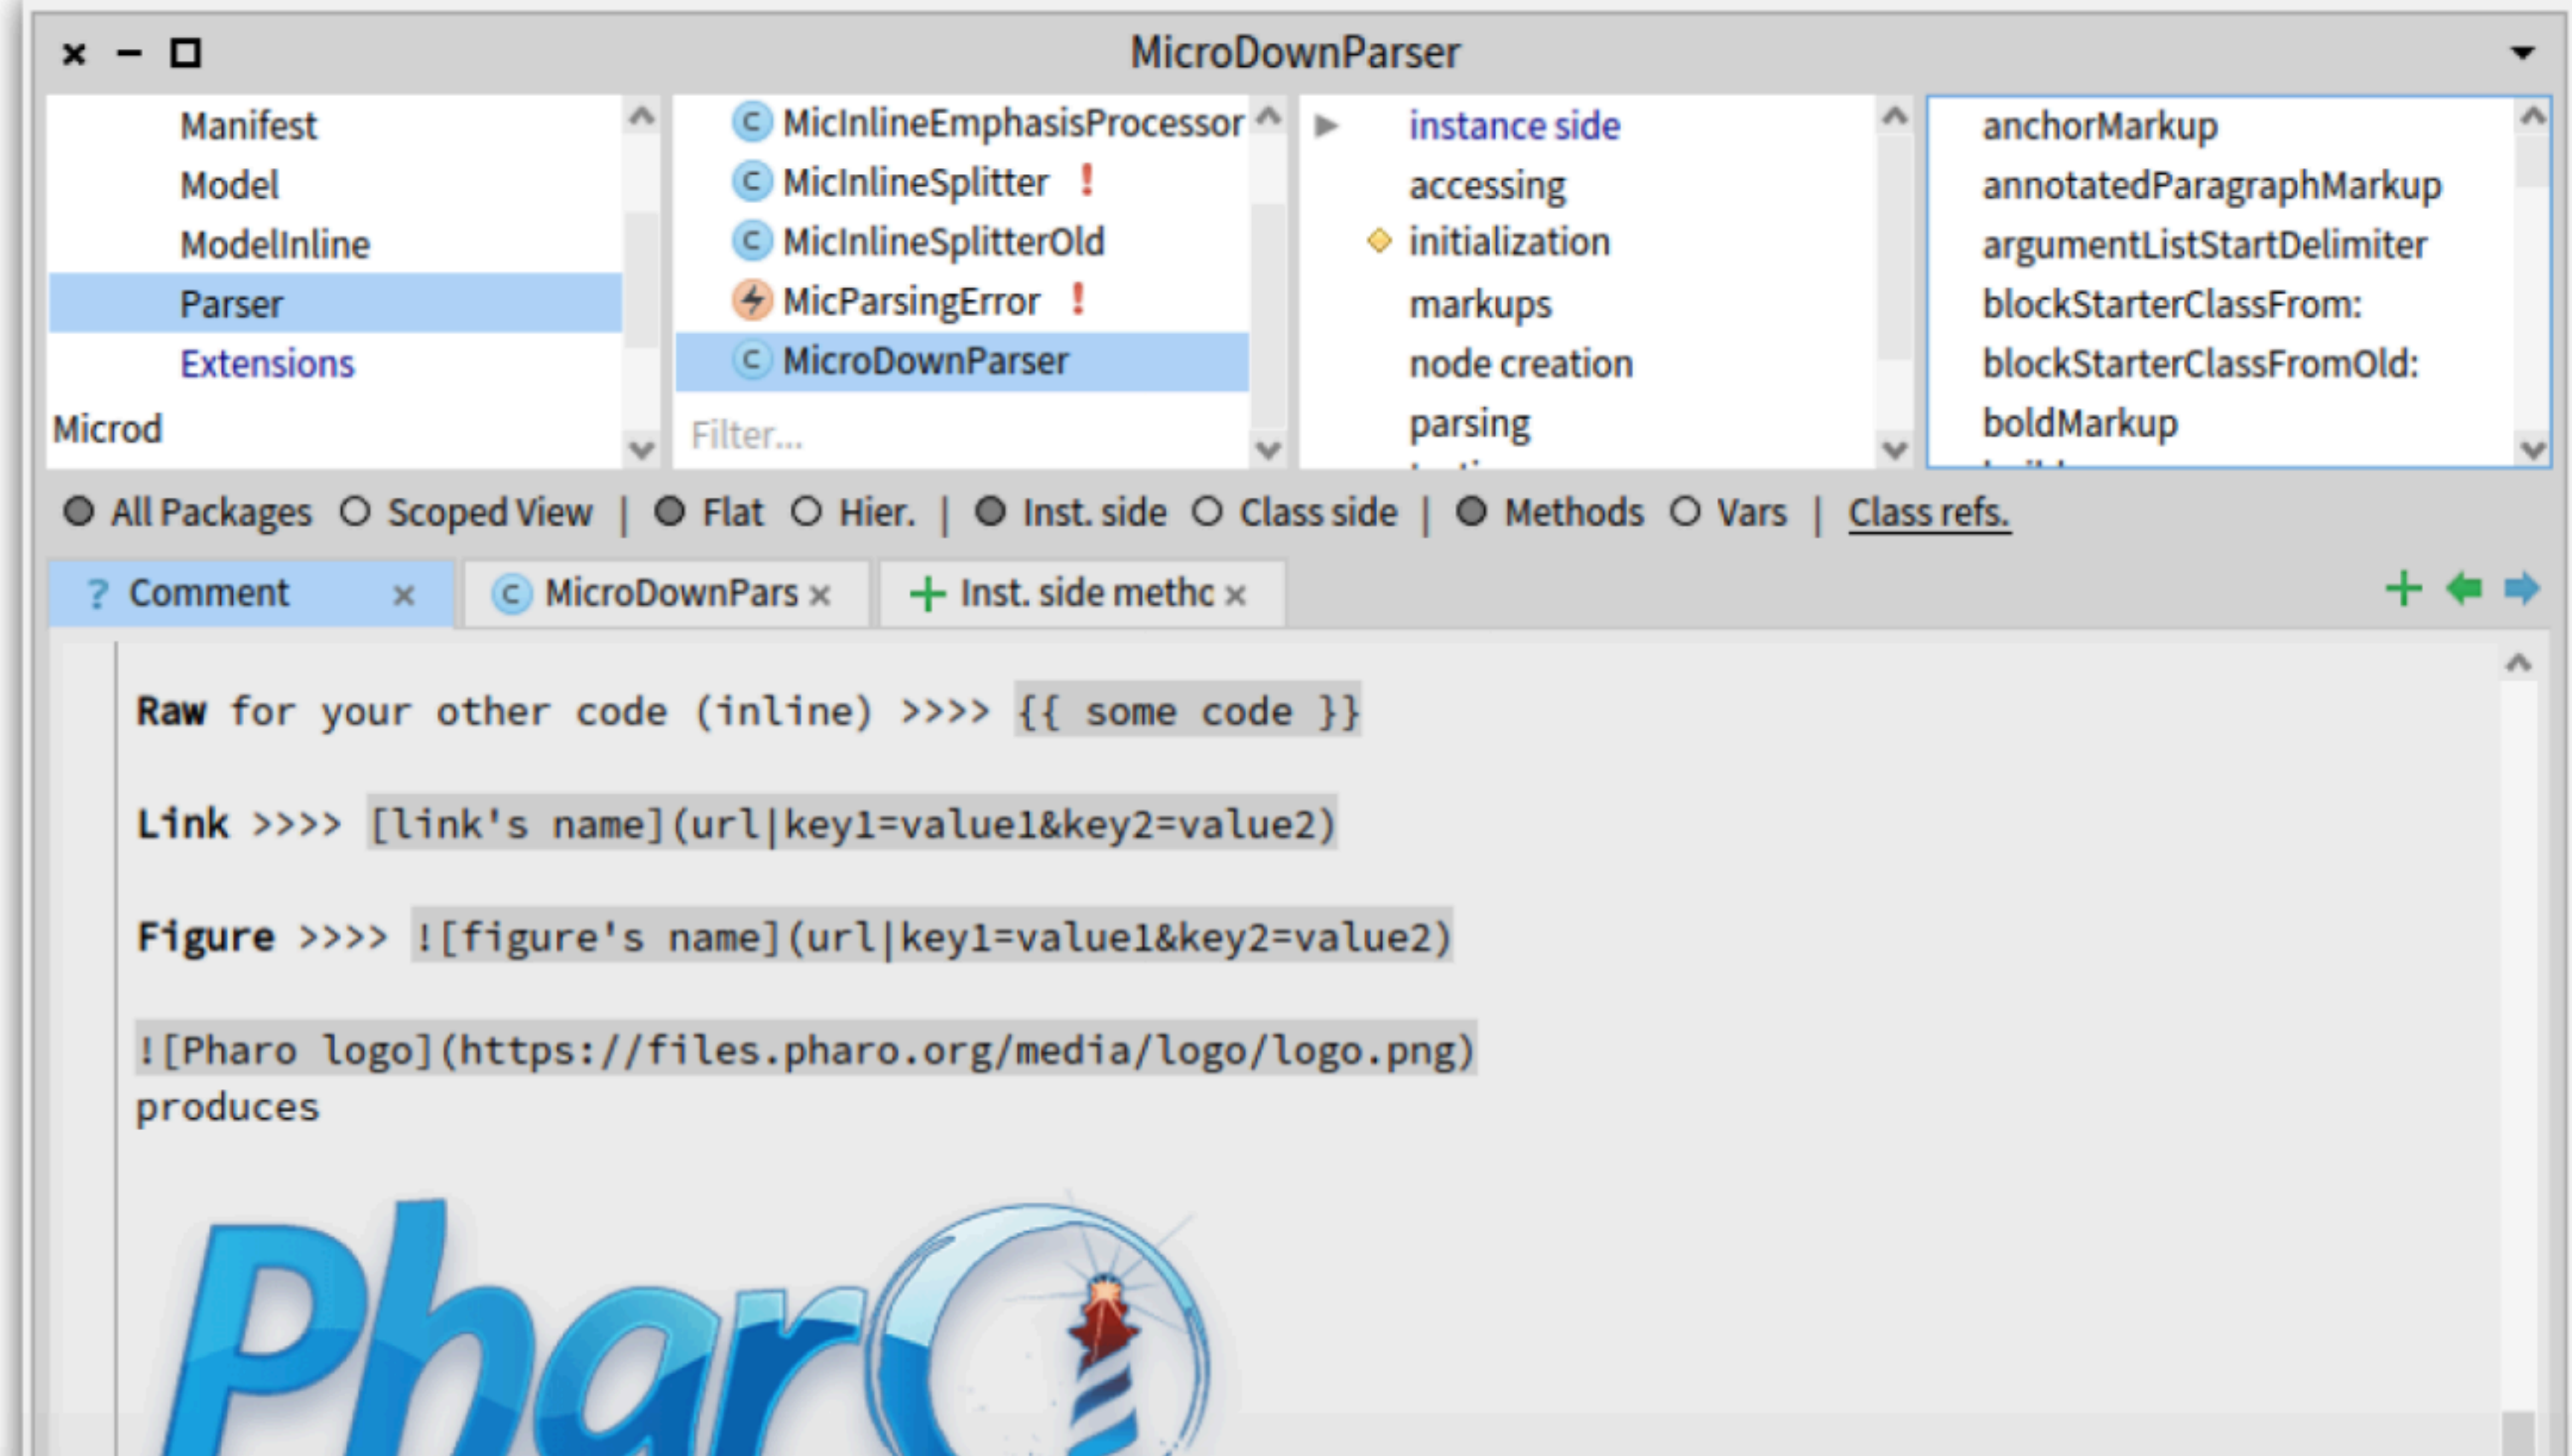 MicroDownParser
Manifest
Model
ModelInline
Parser
Extensions
Microd
MicInlineEmphasisProcessor
MicInlineSplitter !
MicInlineSplitterOld
MicParsingError !
MicroDownParser
Filter...
instance side
accessing
initialization
markups
node creation
parsing
anchorMarkup
annotatedParagraphMarkup
argumentListStartDelimiter
blockStarterClassFrom:
blockStarterClassFromOld:
boldMarkup
All Packages Scoped View | Flat Hier. | Inst. side Class side | Methods Vars | Class refs.
? Comment × C MicroDownPars × + Inst. side methc ×
Raw for your other code (inline) >>>> {{ some code }}
Link >>>> [link's name](url|key1=value1&key2=value2)
Figure >>>> ![figure's name](url|key1=value1&key2=value2)
![Pharo logo](https://files.pharo.org/media/logo/logo.png)
produces
Pharo